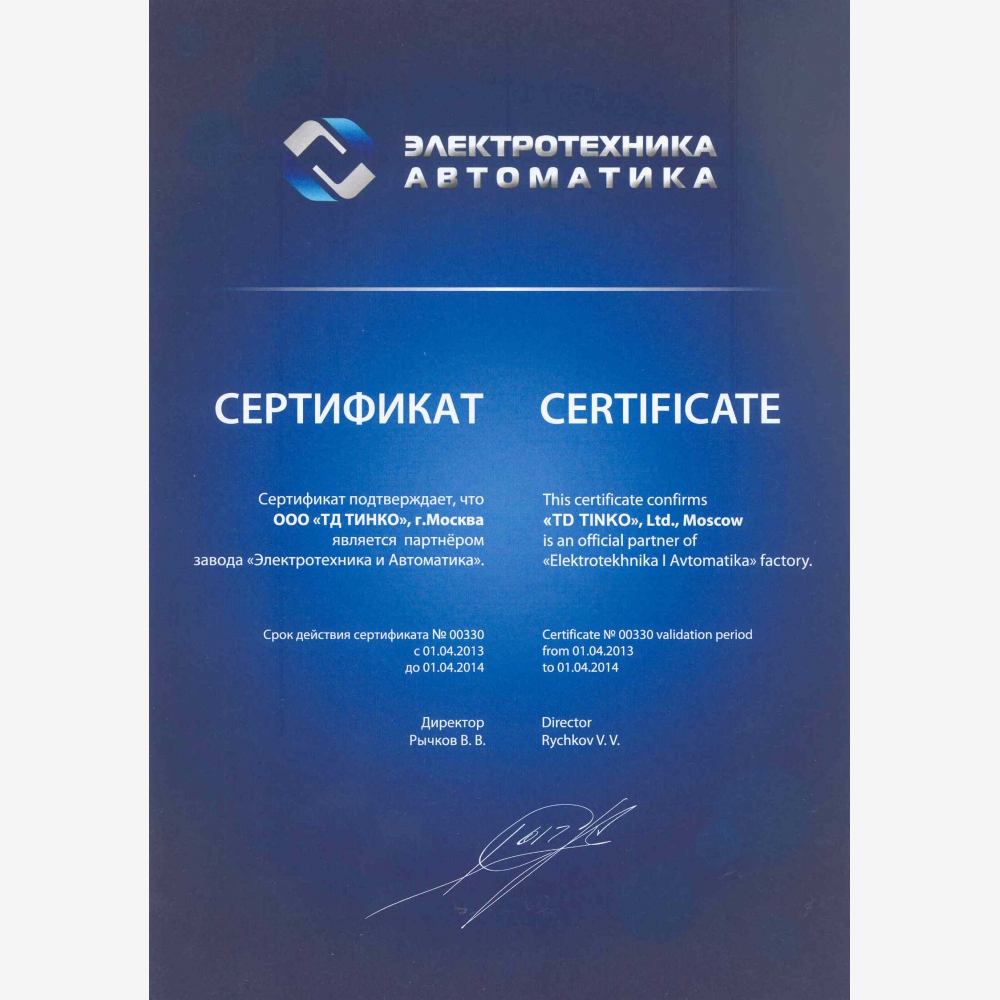 ЭЛЕКТРОТЕХНИКА
АВТОМАТИКА
СЕРТИФИКАТ
Сертификат подтверждает, что
ООО «ТД ТИНКО», г.Москва
является партнёром
завода «Электротехника и Автоматика».
Срок действия сертификата № 00330
с 01.04.2013
до 01.04.2014
Директор
Рычков В. В.
CERTIFICATE
This certificate confirms
«TD TINKO», Ltd., Moscow
is an official partner of
«Elektrotekhnika I Avtomatika» factory.
Certificate № 00330 validation period
from 01.04.2013
to 01.04.2014
Director
Rychkov V. V.